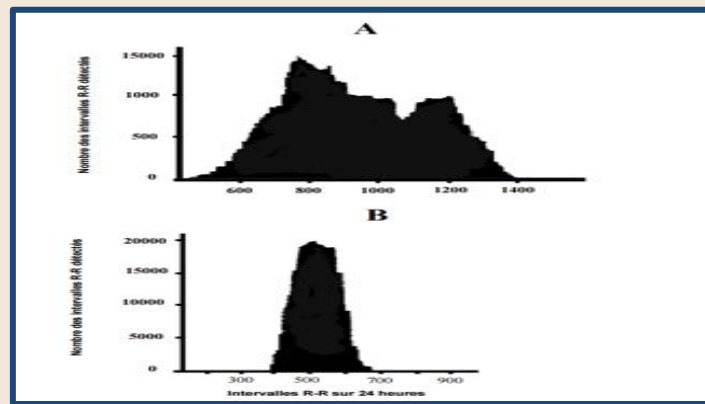 A
Nombre des intervalles R-R détectés
15000
1000
500
0
600 800 1000 1200 1400
B
Nombre des intervalles R-R détectés
20000
15000
10000
5000
0
300 500 700 900
Intervalles R-R sur 24 heures